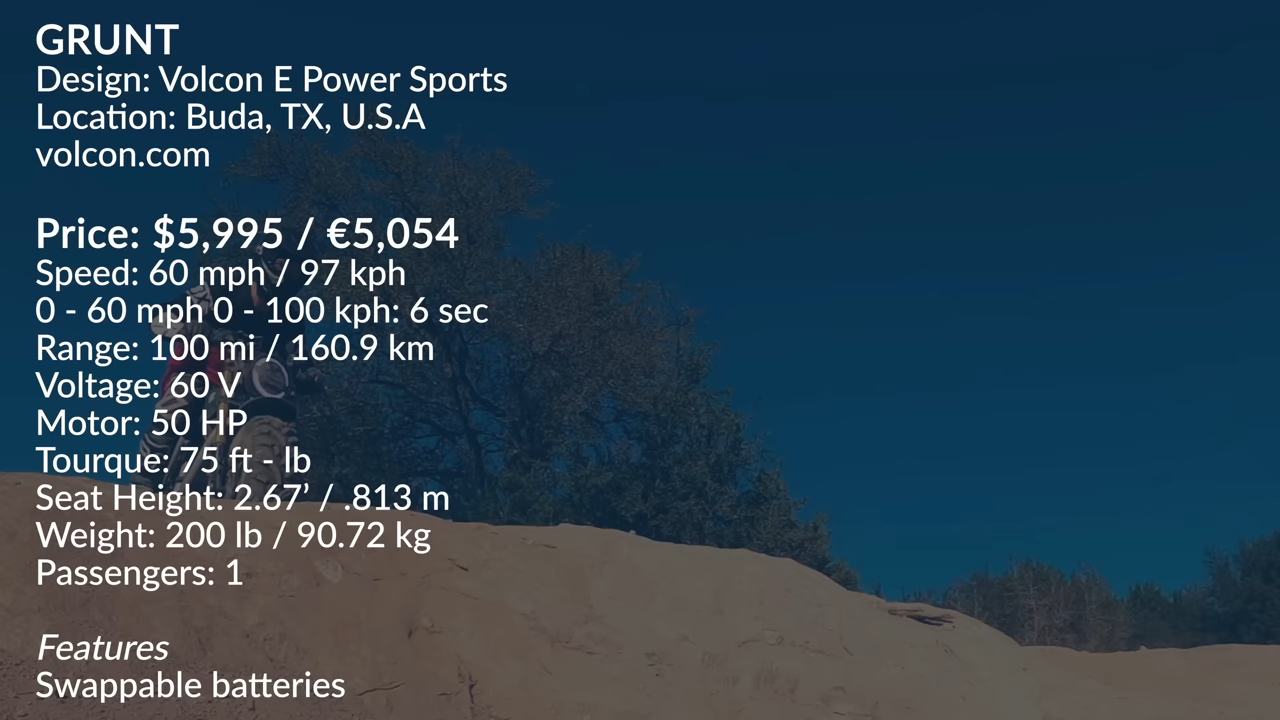 GRUNT
Design: Volcon E Power Sports
Location: Buda, TX, U.S.A
volcon.com
Price: $5,995 / €5,054
Speed: 60 mph / 97 kph
0 - 60 mph 0 - 100 kph: 6 sec
Range: 100 mi / 160.9 km
Voltage: 60 V
Motor: 50 HP
Tourque: 75 ft - lb
Seat Height: 2.67’ / .813 m
Weight: 200 lb / 90.72 kg
Passengers: 1
Features
Swappable batteries